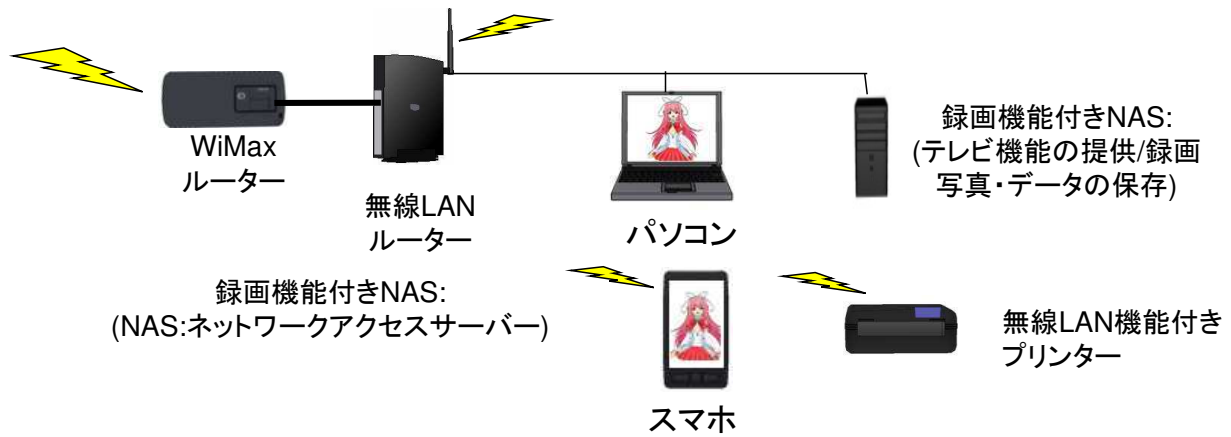 WiMax
ルーター
無線LAN
ルーター
パソコン
録画機能付きNAS:
(テレビ機能の提供/録画
写真・データの保存)
録画機能付きNAS:
(NAS:ネットワークアクセスサーバー)
スマホ
無線LAN機能付き
プリンター